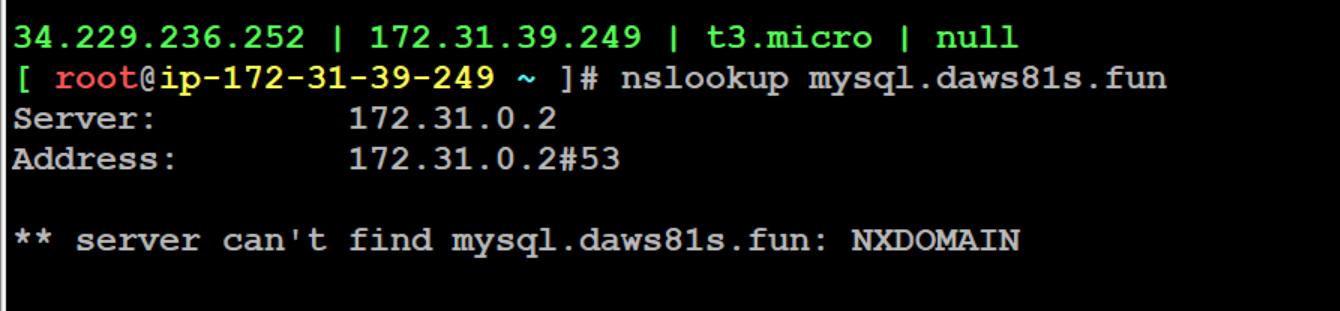 34.229.236.252 | 172.31.39.249 | t3.micro | null
[ root@ip-172-31-39-249 ~ ]# nslookup mysql.daws81s.fun
Server:         172.31.0.2
Address:        172.31.0.2#53
** server can't find mysql.daws81s.fun: NXDOMAIN